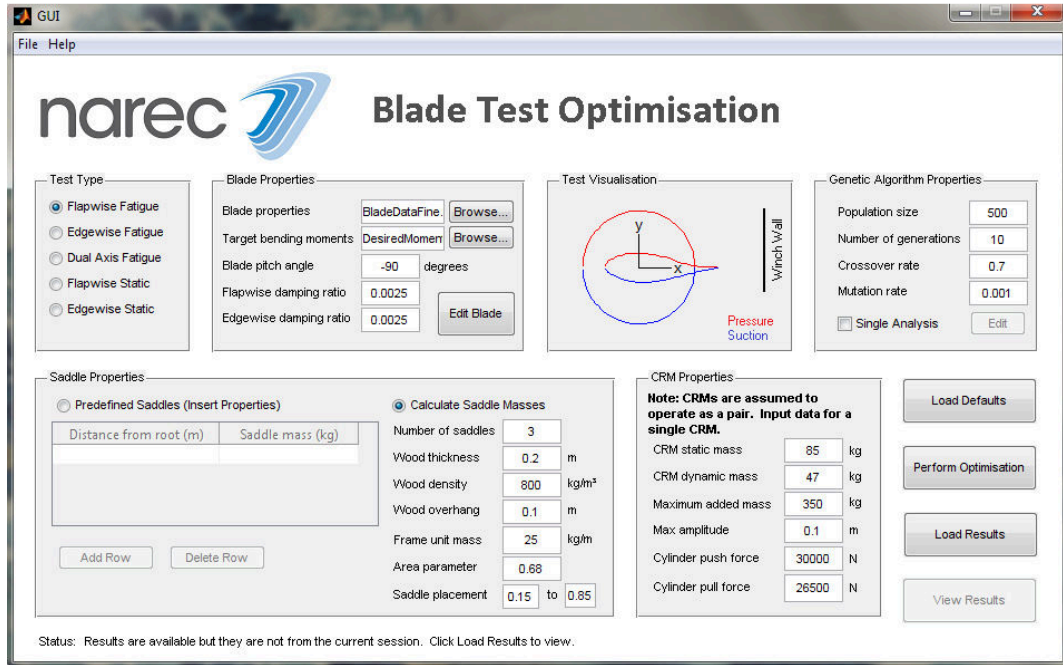 GUI
File Help
narec
Blade Test Optimisation
Test Type
Flapwise Fatigue
Edgewise Fatigue
Dual Axis Fatigue
Flapwise Static
Edgewise Static
Blade Properties
Blade properties BladeDataFine. Browse...
Target bending moments DesiredMomen Browse...
Blade pitch angle -90 degrees
Flapwise damping ratio 0.0025
Edgewise damping ratio 0.0025
Edit Blade
Test Visualisation
y
x
Winch Wall
Pressure
Suction
Genetic Algorithm Properties
Population size 500
Number of generations 10
Crossover rate 0.7
Mutation rate 0.001
Single Analysis Edit
Saddle Properties
Predefined Saddles (Insert Properties)
Distance from root (m) Saddle mass (kg)
Add Row Delete Row
Calculate Saddle Masses
Number of saddles 3
Wood thickness 0.2 m
Wood density 800 kg/m³
Wood overhang 0.1 m
Frame unit mass 25 kg/m
Area parameter 0.68
Saddle placement 0.15 to 0.85
CRM Properties
Note: CRMs are assumed to
operate as a pair. Input data for a
single CRM.
CRM static mass 85 kg
CRM dynamic mass 47 kg
Maximum added mass 350 kg
Max amplitude 0.1 m
Cylinder push force 30000 N
Cylinder pull force 26500 N
Load Defaults
Perform Optimisation
Load Results
View Results
Status: Results are available but they are not from the current session. Click Load Results to view.